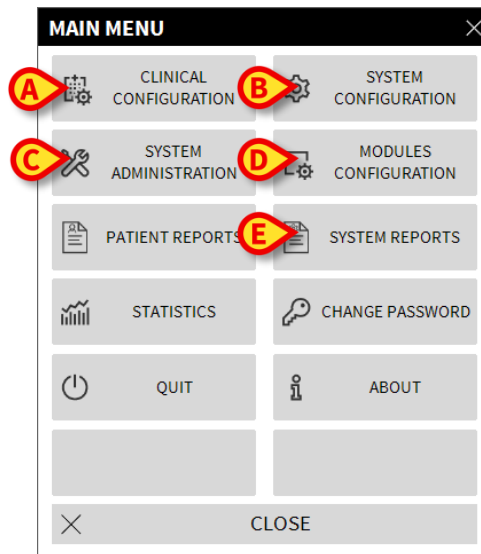 MAIN MENU
A
CLINICAL
CONFIGURATION
B
SYSTEM
CONFIGURATION
C
SYSTEM
ADMINISTRATION
D
MODULES
CONFIGURATION
PATIENT REPORTS
E
SYSTEM REPORTS
STATISTICS
CHANGE PASSWORD
QUIT
ABOUT
CLOSE